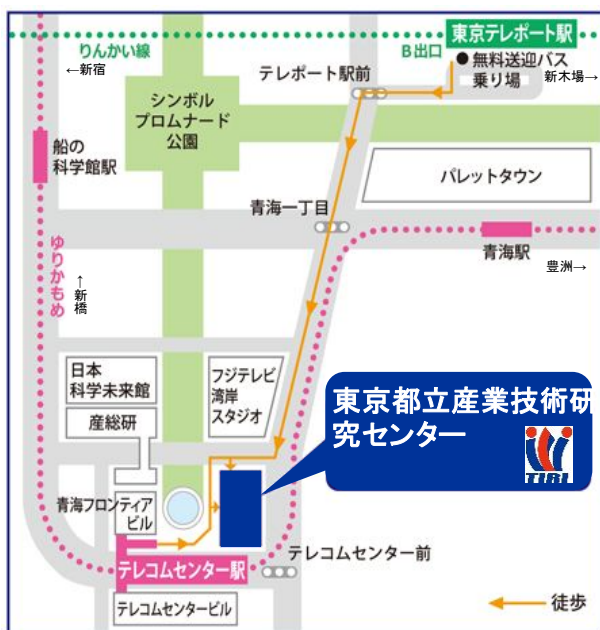 東京テレポート駅
りんかい線
B出口
←新宿
● 無料送迎バス
乗り場
新木場→
テレポート駅前
シンボル
プロムナード
公園
船の
科学館駅
パレットタウン
青海一丁目
青海駅
豊洲→
ゆりかもめ
↑新橋
日本
科学未来館
フジテレビ
湾岸
スタジオ
産総研
東京都立産業技術研
究センター
TIRI
青海フロンティア
ビル
テレコムセンター駅
テレコムセンター前
テレコムセンタービル
徒歩